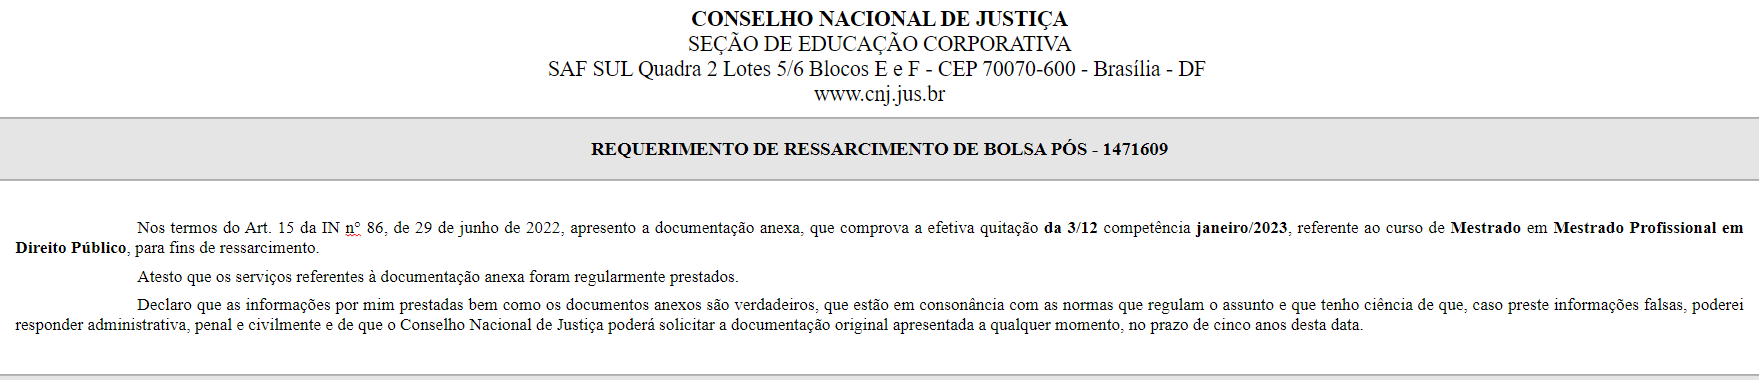 CONSELHO NACIONAL DE JUSTIÇA
SEÇÃO DE EDUCAÇÃO CORPORATIVA
SAF SUL Quadra 2 Lotes 5/6 Blocos E e F - CEP 70070-600 - Brasília - DF
www.cnj.jus.br
REQUERIMENTO DE RESSARCIMENTO DE BOLSA PÓS - 1471609
Nos termos do Art. 15 da IN n° 86, de 29 de junho de 2022, apresento a documentação anexa, que comprova a efetiva quitação da 3/12 competência janeiro/2023, referente ao curso de Mestrado em Mestrado Profissional em
Direito Público, para fins de ressarcimento.
Atesto que os serviços referentes à documentação anexa foram regularmente prestados.
Declaro que as informações por mim prestadas bem como os documentos anexos são verdadeiros, que estão em consonância com as normas que regulam o assunto e que tenho ciência de que, caso preste informações falsas, poderei
responder administrativa, penal e civilmente e de que o Conselho Nacional de Justiça poderá solicitar a documentação original apresentada a qualquer momento, no prazo de cinco anos desta data.